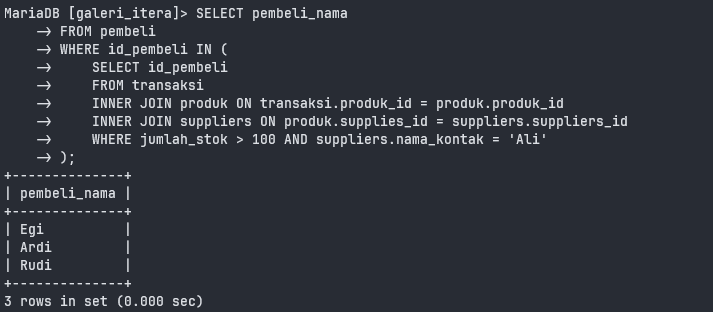 MariaDB [galeri_itera]> SELECT pembeli_nama
    -> FROM pembeli
    -> WHERE id_pembeli IN (
    ->     SELECT id_pembeli
    ->     FROM transaksi
    ->     INNER JOIN produk ON transaksi.produk_id = produk.produk_id
    ->     INNER JOIN suppliers ON produk.supplies_id = suppliers.suppliers_id
    ->     WHERE jumlah_stok > 100 AND suppliers.nama_kontak = 'Ali'
    -> );
+--------------+
| pembeli_nama |
+--------------+
| Egi          |
| Ardi         |
| Rudi         |
+--------------+
3 rows in set (0.000 sec)